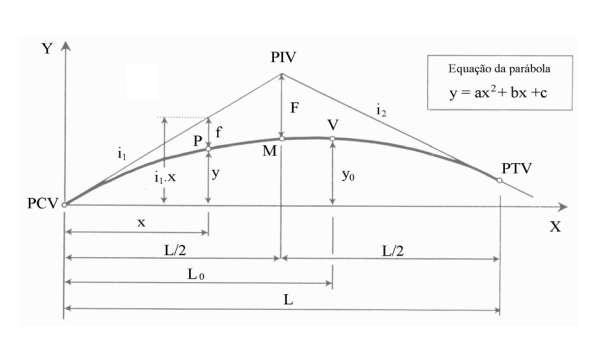 Y
PIV
Equação da parábola
y = ax²+ bx +c
F
i₂
f
P
V
i₁
M
i₁.x
y
y₀
PTV
PCV
X
x
L/2
L/2
L₀
L